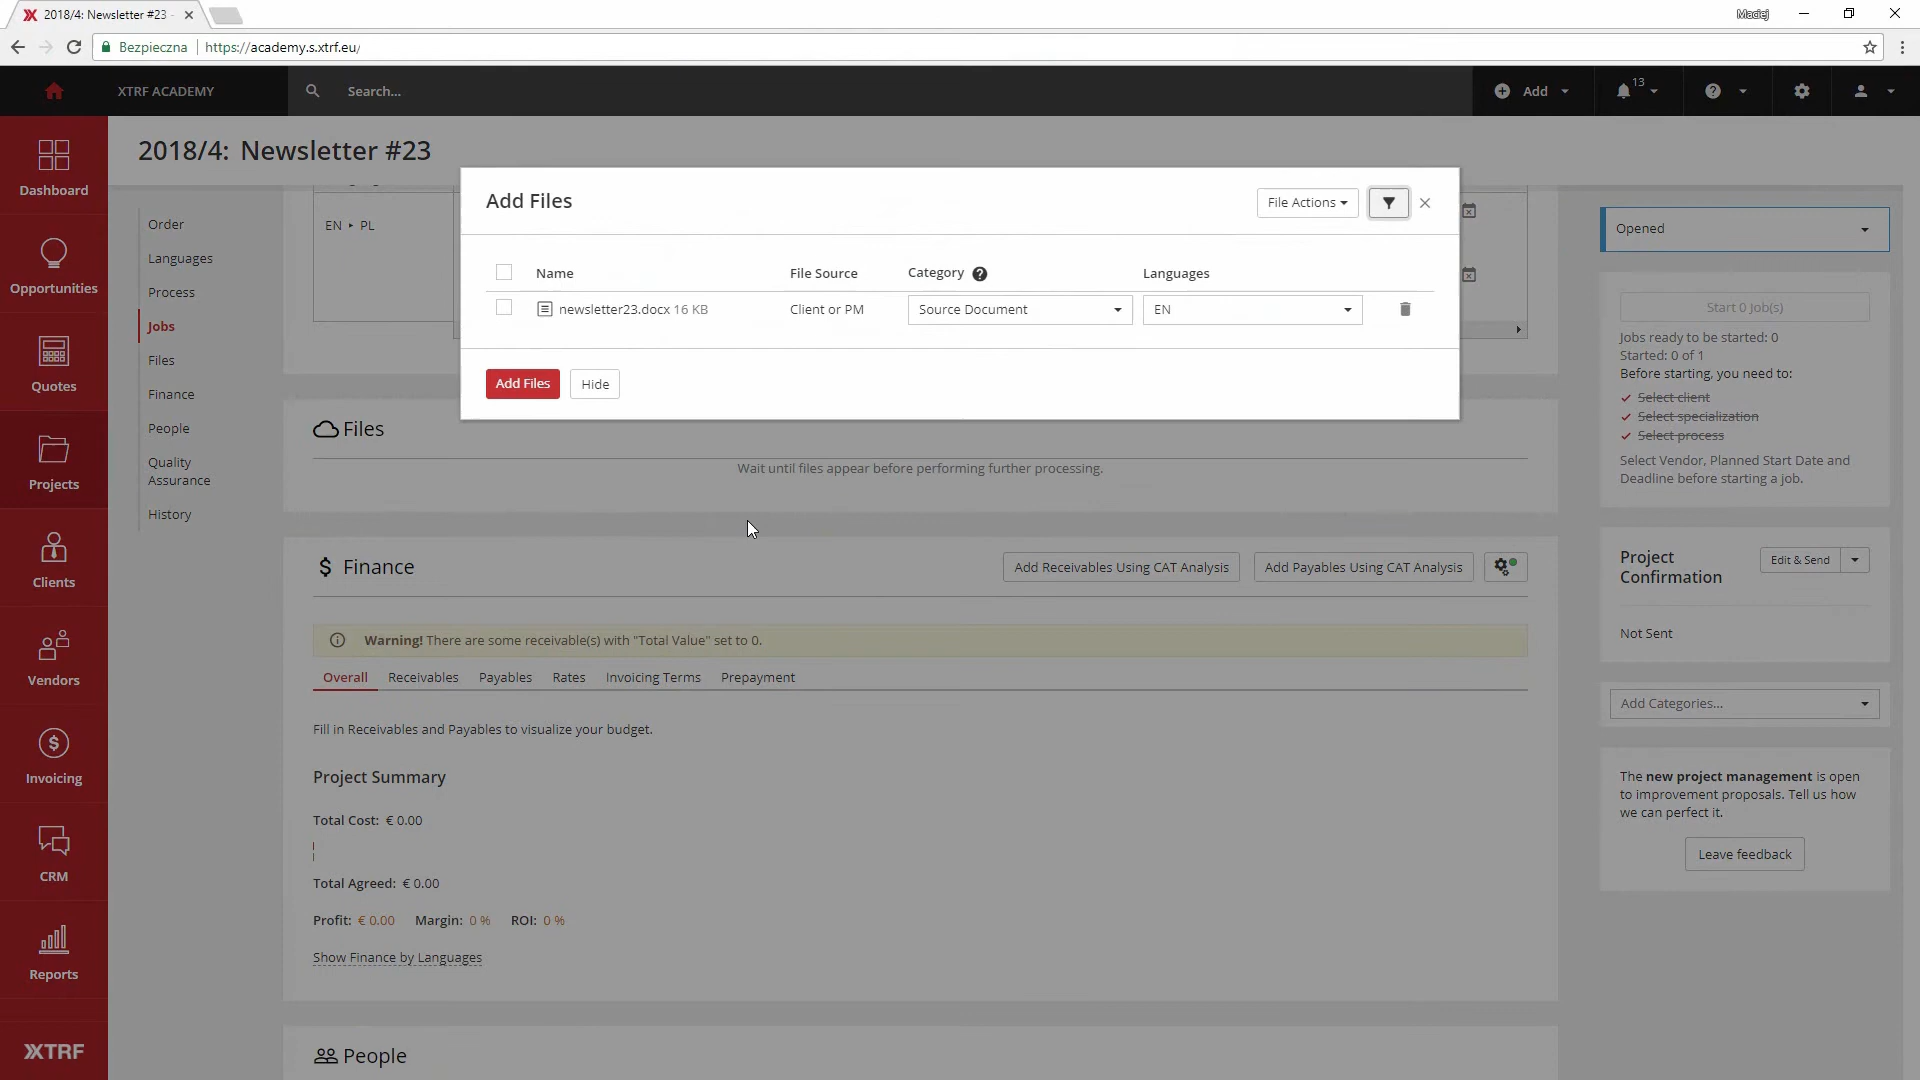 2018/4: Newsletter #23 -
Maciej
Bezpieczna https://academy.s.xtrf.eu/
XTRF ACADEMY
Search...
Add
13
2018/4: Newsletter #23
Dashboard
Opportunities
Quotes
Projects
Clients
Vendors
Invoicing
CRM
Reports
XTRF
Order
Languages
Process
Jobs
Files
Finance
People
Quality
Assurance
History
EN ▸ PL
Add Files
File Actions
Name
File Source
Category
Languages
newsletter23.docx 16 KB
Client or PM
Source Document
EN
Add Files
Hide
Files
Wait until files appear before performing further processing.
Finance
Add Receivables Using CAT Analysis
Add Payables Using CAT Analysis
Warning! There are some receivable(s) with "Total Value" set to 0.
Overall
Receivables
Payables
Rates
Invoicing Terms
Prepayment
Fill in Receivables and Payables to visualize your budget.
Project Summary
Total Cost: € 0.00
Total Agreed: € 0.00
Profit: € 0.00 Margin: 0 % ROI: 0 %
Show Finance by Languages
People
Opened
Start 0 Job(s)
Jobs ready to be started: 0
Started: 0 of 1
Before starting, you need to:
Select client
Select specialization
Select process
Select Vendor, Planned Start Date and
Deadline before starting a job.
Project
Confirmation
Edit & Send
Not Sent
Add Categories...
The new project management is open
to improvement proposals. Tell us how
we can perfect it.
Leave feedback